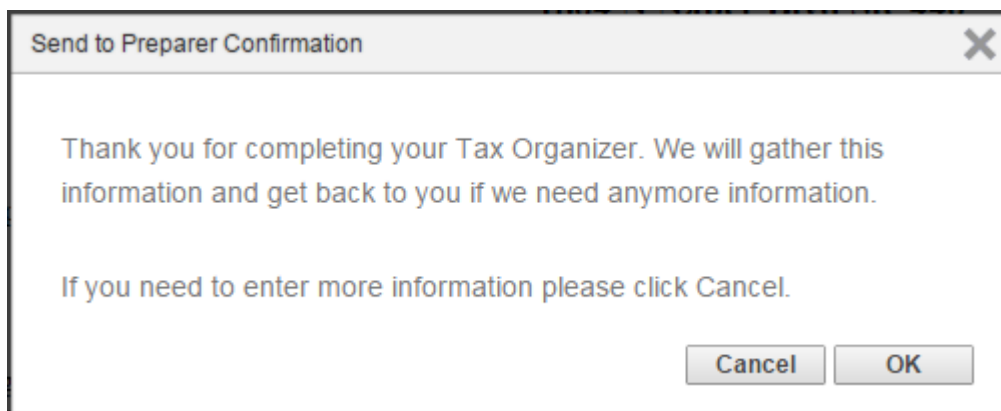 Send to Preparer Confirmation
Thank you for completing your Tax Organizer. We will gather this
information and get back to you if we need anymore information.
If you need to enter more information please click Cancel.
Cancel OK